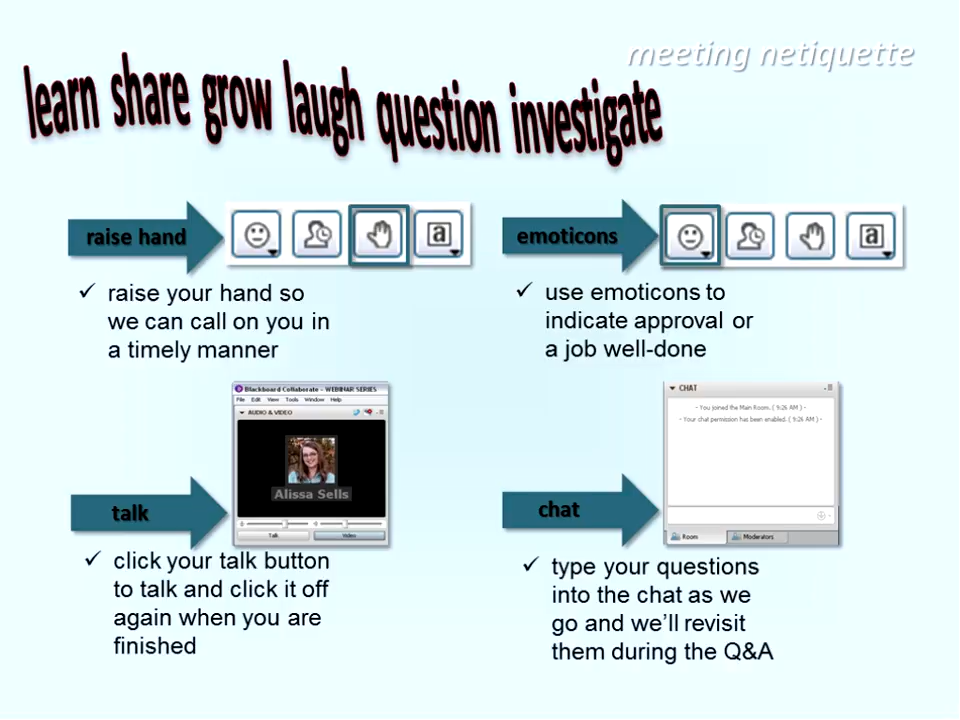 meeting netiquette
learn share grow laugh question investigate
raise hand
a
raise your hand so
we can call on you in
a timely manner
emoticons
a
use emoticons to
indicate approval or
a job well-done
talk
Blackboard Collaborate - WEBINAR SERIES
File Edit View Tools Window Help
AUDIO & VIDEO
Alissa Sells
Talk Video
click your talk button
to talk and click it off
again when you are
finished
chat
CHAT
- You joined the Main Room. ( 9:26 AM ) -
- Your chat permission has been enabled. ( 9:26 AM ) -
Room Moderators
type your questions
into the chat as we
go and we'll revisit
them during the Q&A